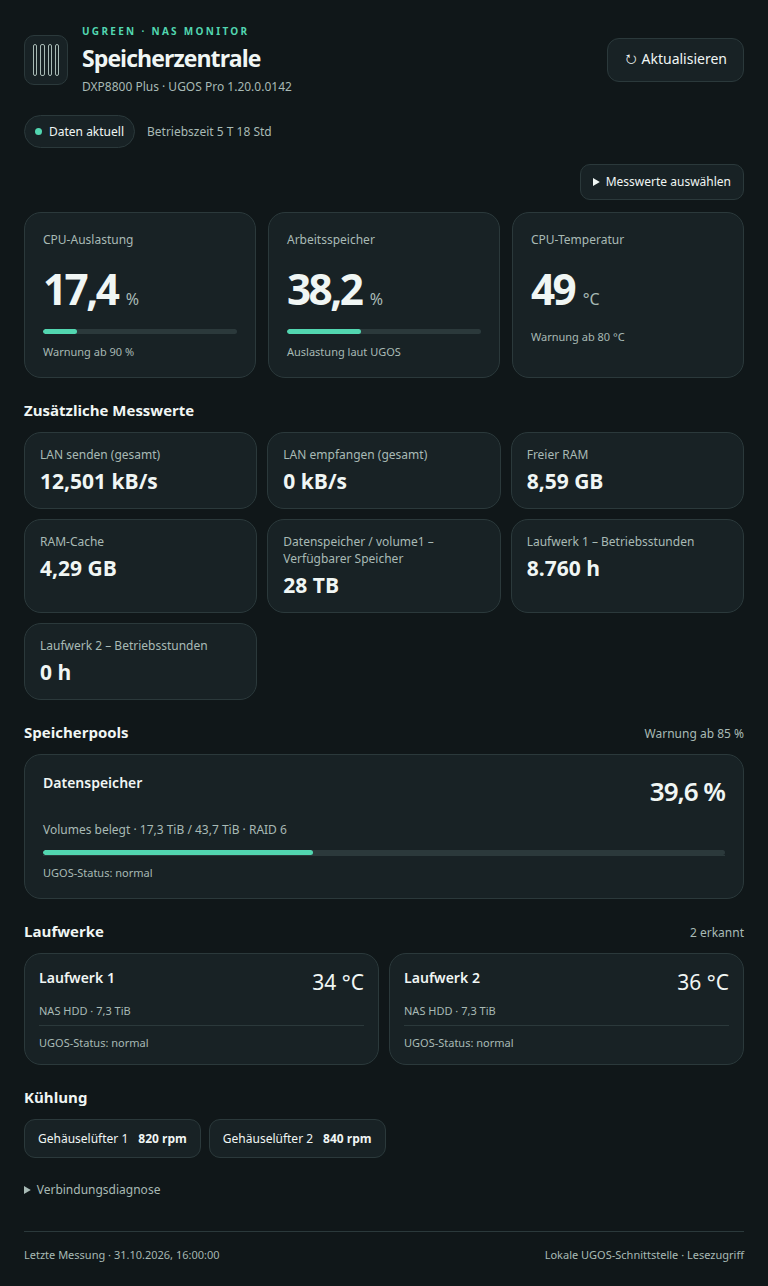 UGREEN · NAS MONITOR
Speicherzentrale
DXP8800 Plus · UGOS Pro 1.20.0.0142
↻ Aktualisieren
Daten aktuell
Betriebszeit 5 T 18 Std
▶ Messwerte auswählen
CPU-Auslastung
17,4 %
Warnung ab 90 %
Arbeitsspeicher
38,2 %
Auslastung laut UGOS
CPU-Temperatur
49 °C
Warnung ab 80 °C
Zusätzliche Messwerte
LAN senden (gesamt)
12,501 kB/s
LAN empfangen (gesamt)
0 kB/s
Freier RAM
8,59 GB
RAM-Cache
4,29 GB
Datenspeicher / volume1 –
Verfügbarer Speicher
28 TB
Laufwerk 1 – Betriebsstunden
8.760 h
Laufwerk 2 – Betriebsstunden
0 h
Speicherpools
Warnung ab 85 %
Datenspeicher
39,6 %
Volumes belegt · 17,3 TiB / 43,7 TiB · RAID 6
UGOS-Status: normal
Laufwerke
2 erkannt
Laufwerk 1
34 °C
NAS HDD · 7,3 TiB
UGOS-Status: normal
Laufwerk 2
36 °C
NAS HDD · 7,3 TiB
UGOS-Status: normal
Kühlung
Gehäuselüfter 1 820 rpm
Gehäuselüfter 2 840 rpm
▶ Verbindungsdiagnose
Letzte Messung · 31.10.2026, 16:00:00
Lokale UGOS-Schnittstelle · Lesezugriff